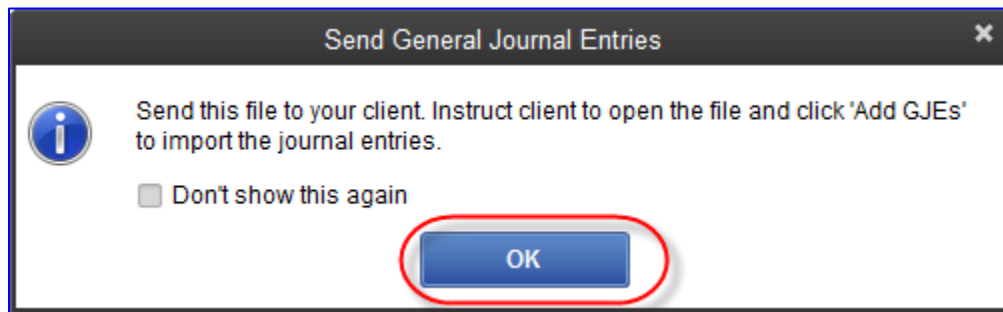 Send General Journal Entries
Send this file to your client. Instruct client to open the file and click 'Add GJEs'
to import the journal entries.
Don't show this again
OK